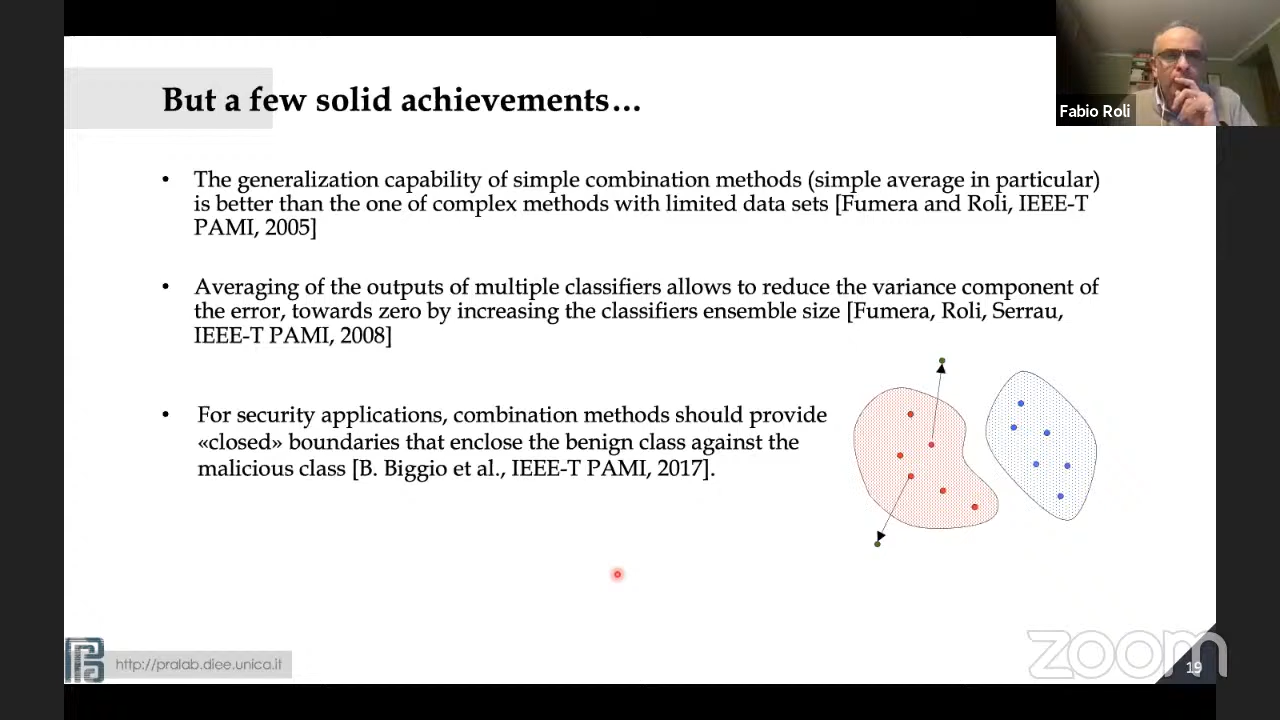 But a few solid achievements…
Fabio Roli
• The generalization capability of simple combination methods (simple average in particular)
is better than the one of complex methods with limited data sets [Fumera and Roli, IEEE-T
PAMI, 2005]
• Averaging of the outputs of multiple classifiers allows to reduce the variance component of
the error, towards zero by increasing the classifiers ensemble size [Fumera, Roli, Serrau,
IEEE-T PAMI, 2008]
• For security applications, combination methods should provide
«closed» boundaries that enclose the benign class against the
malicious class [B. Biggio et al., IEEE-T PAMI, 2017].
http://pralab.diee.unica.it
zoom
19